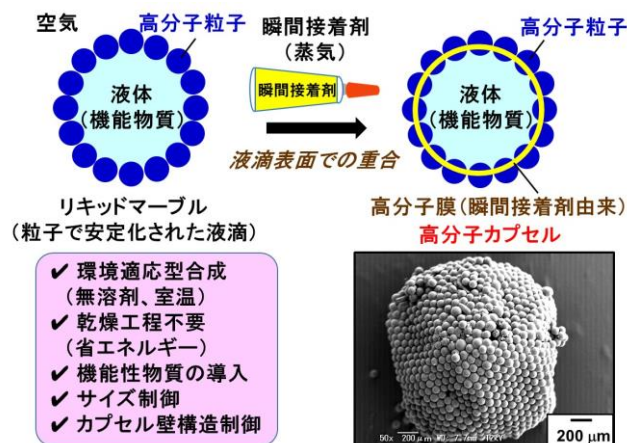 空気
高分子粒子
液体
(機能物質)
リキッドマーブル
(粒子で安定化された液滴)
瞬間接着剤
(蒸気)
瞬間接着剤
液滴表面での重合
高分子粒子
液体
(機能物質)
高分子膜(瞬間接着剤由来)
高分子カプセル
✔ 環境適応型合成
(無溶剤、室温)
✔ 乾燥工程不要
(省エネルギー)
✔ 機能性物質の導入
✔ サイズ制御
✔ カプセル壁構造制御
50x 200μm
200 μm